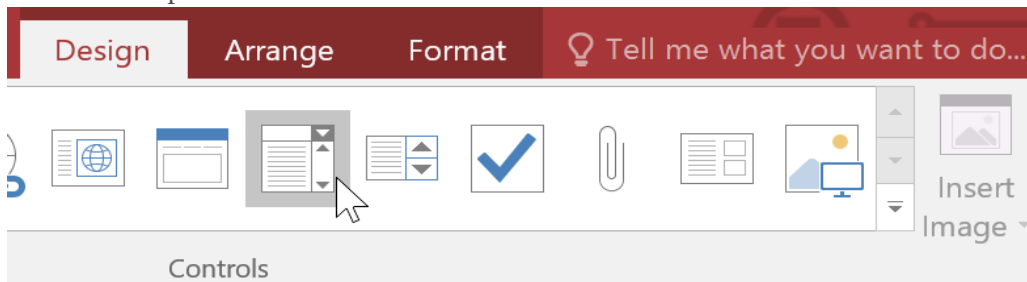 Design Arrange Format Tell me what you want to do...
Insert
Image
Controls